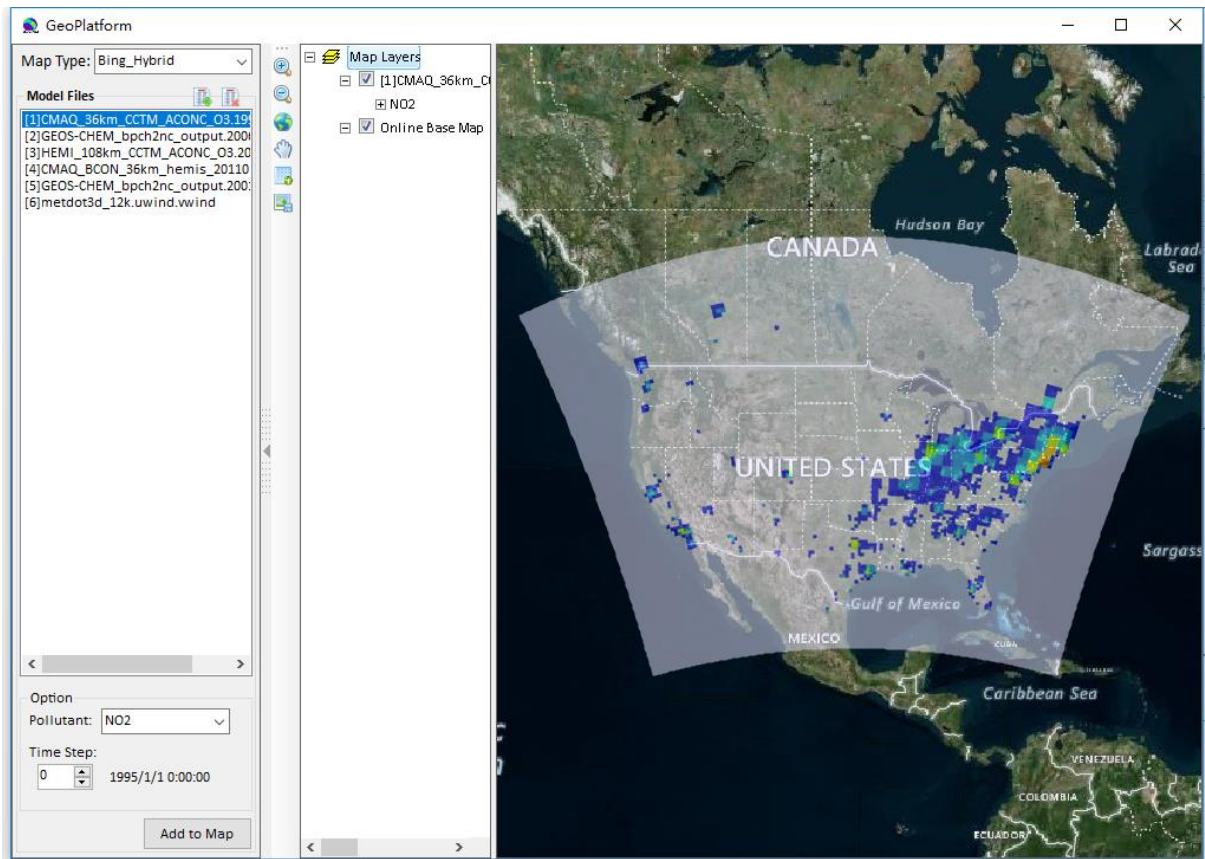 GeoPlatform
Map Type: Bing_Hybrid
Model Files
[1]CMAQ_36km_CCTM_ACONC_O3.199
[2]GEOS-CHEM_bpch2nc_output.200
[3]HEMI_108km_CCTM_ACONC_O3.20
[4]CMAQ_BCON_36km_hemis_20110
[5]GEOS-CHEM_bpch2nc_output.200
[6]metdot3d_12k.uwind.vwind
Option
Pollutant: NO2
Time Step:
0 1995/1/1 0:00:00
Add to Map
Map Layers
[1]CMAQ_36km_C
NO2
Online Base Map
Hudson Bay
CANADA
Labrad
Sea
UNITED STATES
Sargass
Gulf of Mexico
MEXICO
CUBA
Caribbean Sea
VENEZUELA
COLOMBIA
ECUADOR